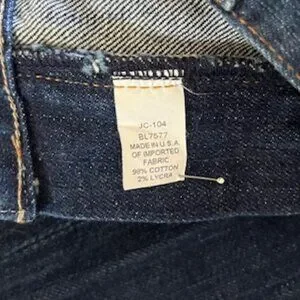 JC-104
BL7577
MADE IN U.S.A.
OF IMPORTED
FABRIC
98% COTTON
2% LYCRA